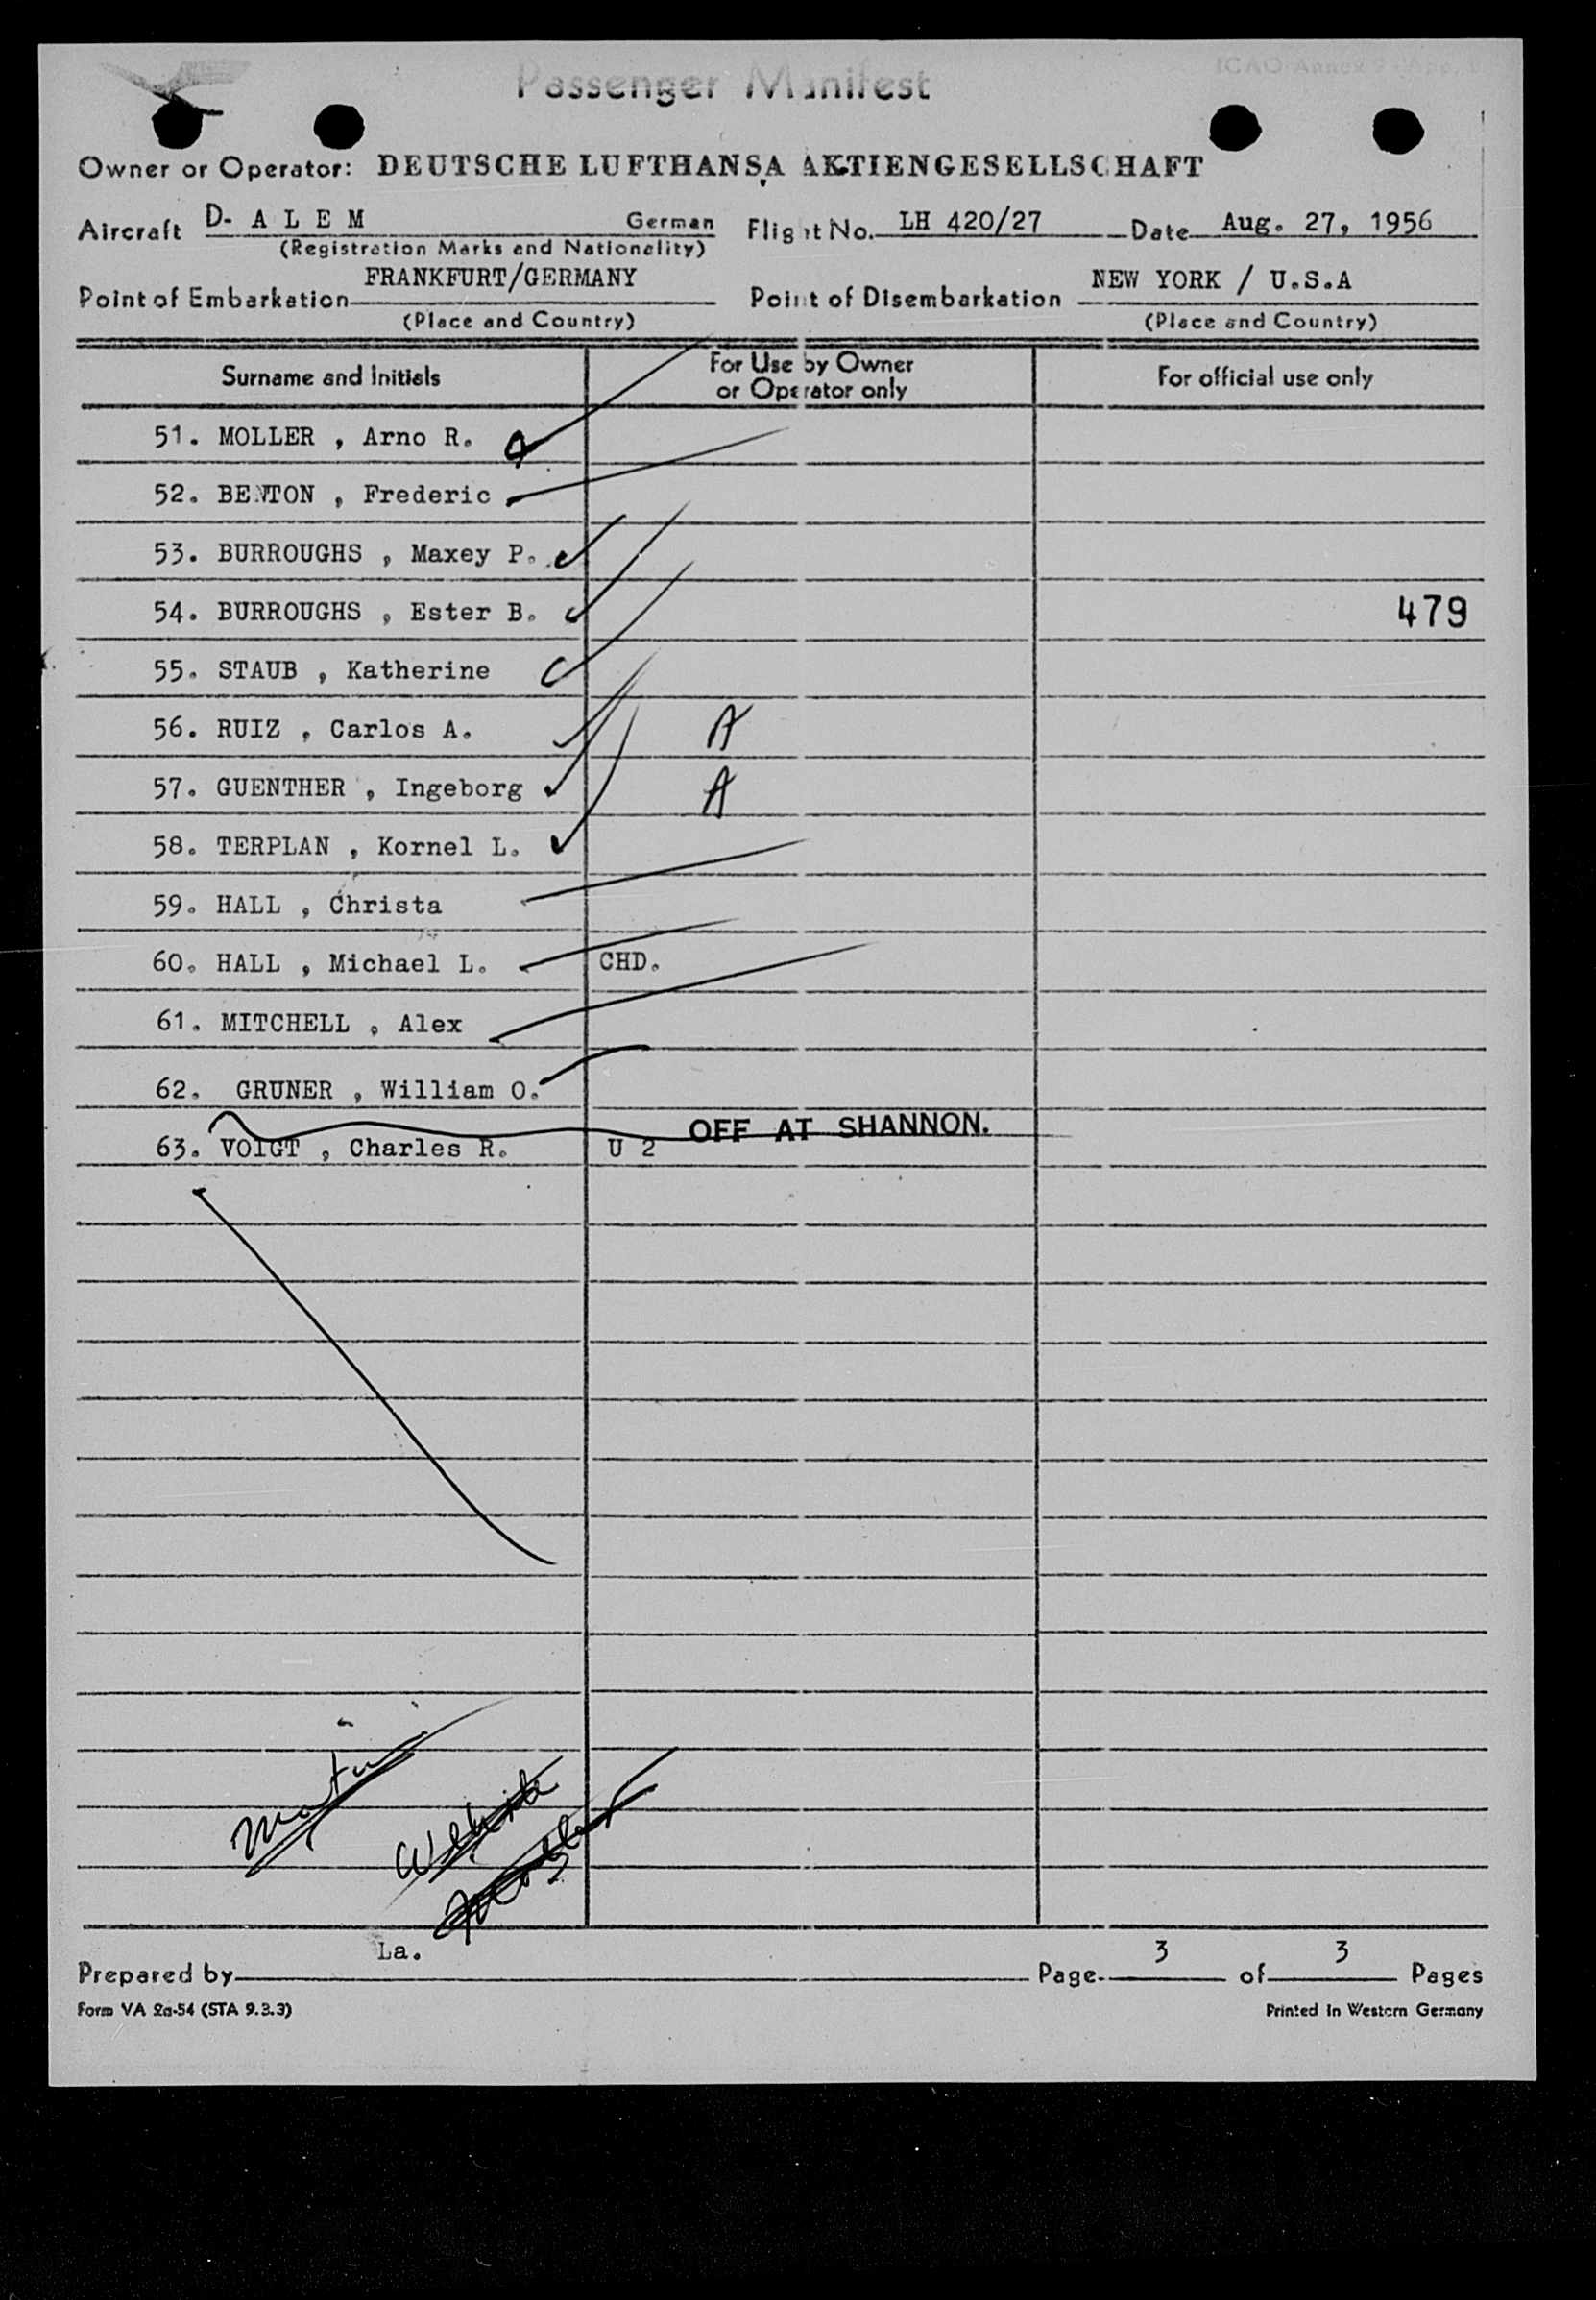 ICAO Annex 9 - App.
Passenger Manifest
Owner or Operator: DEUTSCHE LUFTHANSA AKTIENGESELLSCHAFT
Aircraft D- A L E M German Flight No. LH 420/27 Date Aug. 27, 1956
(Registration Marks and Nationality)
Point of Embarkation FRANKFURT/GERMANY Point of Disembarkation NEW YORK / U.S.A
(Place and Country) (Place and Country)
Surname and Initials For Use by Owner or Operator only For official use only
51. MOLLER , Arno R.
52. BENTON , Frederic
53. BURROUGHS , Maxey P.
54. BURROUGHS , Ester B. 479
55. STAUB , Katherine
56. RUIZ , Carlos A. A
57. GUENTHER , Ingeborg A
58. TERPLAN , Kornel L.
59. HALL , Christa
60. HALL , Michael L. CHD.
61. MITCHELL , Alex
62. GRUNER , William O.
63. VOIGT , Charles R. U 2 OFF AT SHANNON.
La.
Prepared by Page 3 of 3 Pages
Form VA 2a-54 (STA 9.3.3) Printed in Western Germany